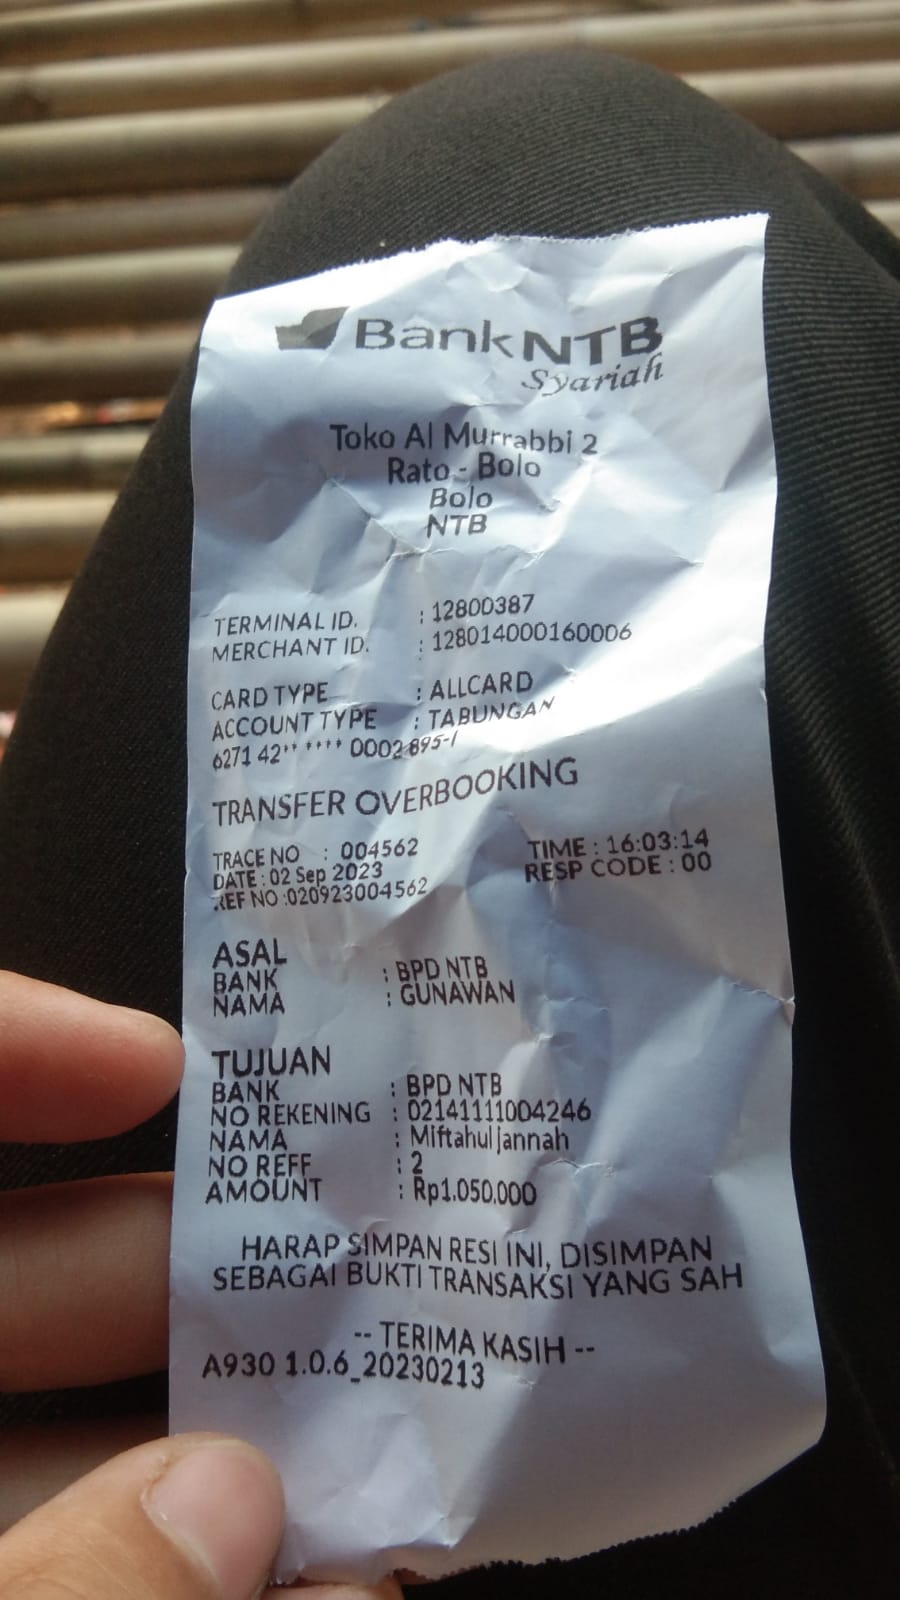 BankNTB
Syariah
Toko Al Murrabbi 2
Rato - Bolo
Bolo
NTB
TERMINAL ID. : 12800387
MERCHANT ID. : 128014000160006
CARD TYPE : ALLCARD
ACCOUNT TYPE : TABUNGAN
6271 42** **** 0002 895-1
TRANSFER OVERBOOKING
TRACE NO : 004562 TIME : 16:03:14
DATE : 02 Sep 2023 RESP CODE : 00
REF NO :020923004562
ASAL
BANK : BPD NTB
NAMA : GUNAWAN
TUJUAN
BANK : BPD NTB
NO REKENING : 02141111004246
NAMA : Miftahul jannah
NO REFF : 2
AMOUNT : Rp1.050.000
HARAP SIMPAN RESI INI, DISIMPAN
SEBAGAI BUKTI TRANSAKSI YANG SAH
-- TERIMA KASIH --
A930 1.0.6_20230213